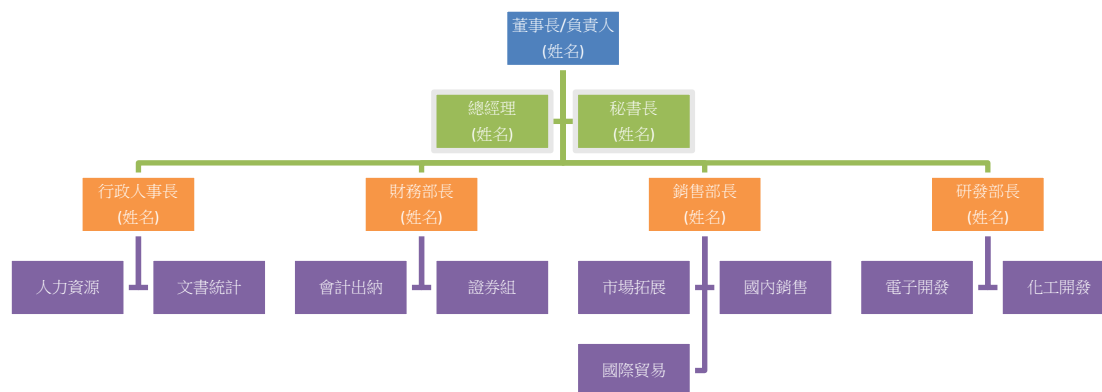 董事長/負責人
(姓名)
總經理
(姓名)
秘書長
(姓名)
行政人事長
(姓名)
財務部長
(姓名)
銷售部長
(姓名)
研發部長
(姓名)
人力資源
文書統計
會計出納
證券組
市場拓展
國內銷售
電子開發
化工開發
國際貿易